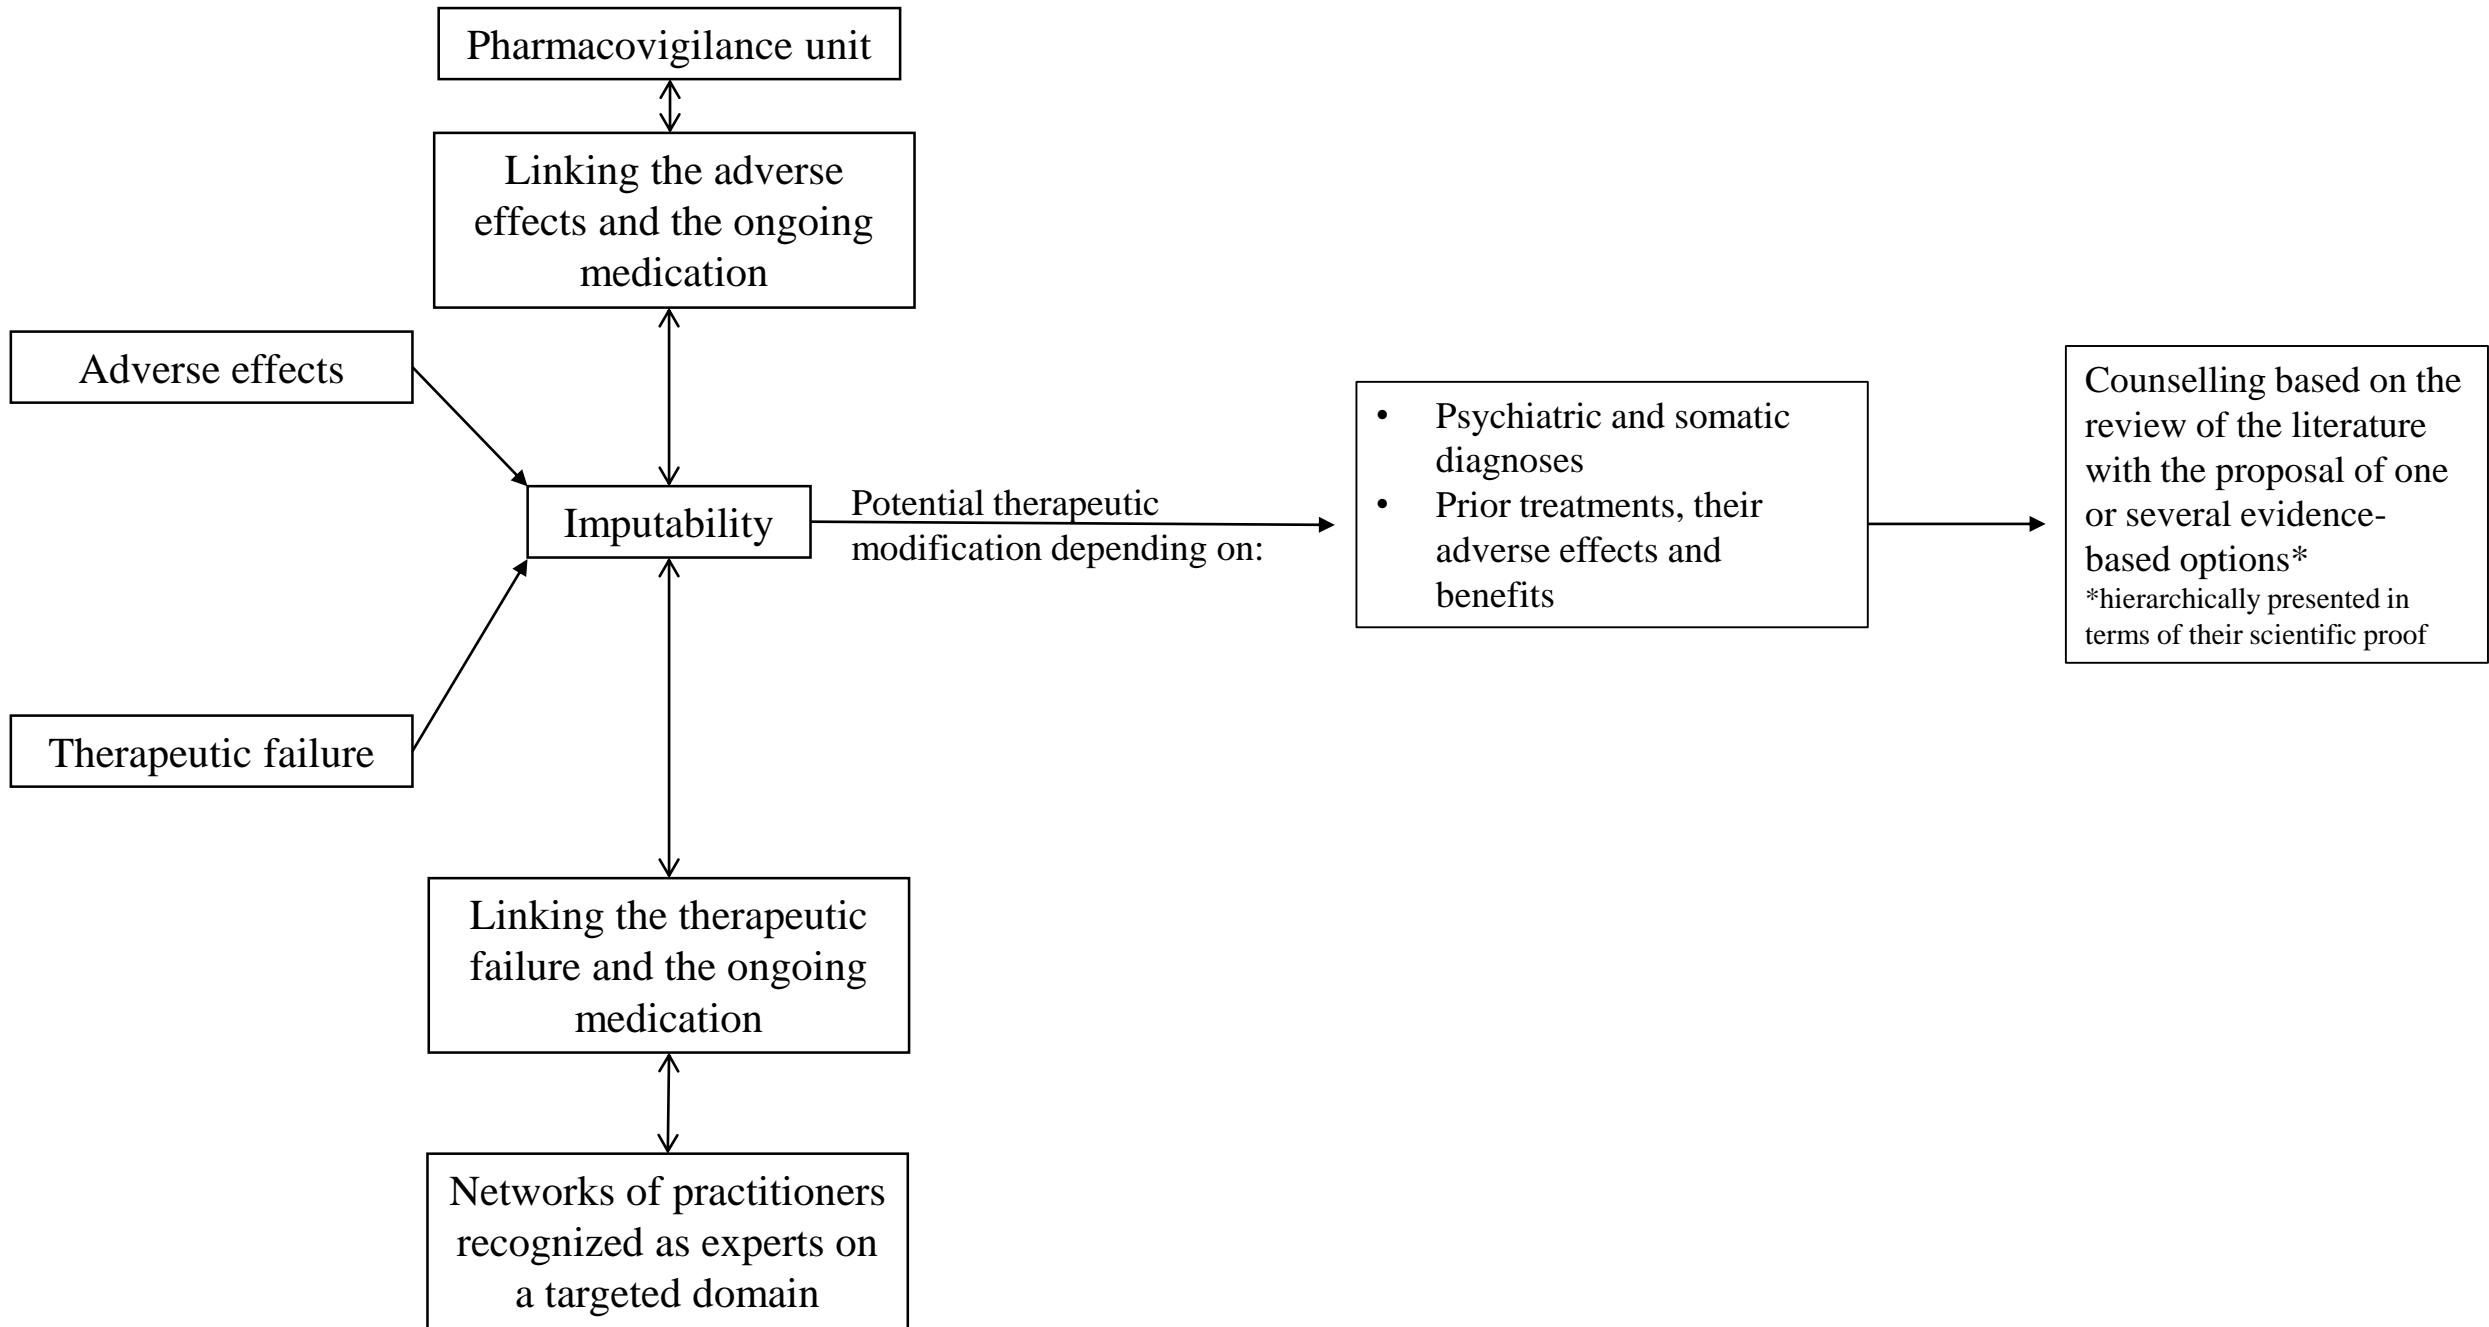 Pharmacovigilance unit
Linking the adverse
effects and the ongoing
medication
Adverse effects
Imputability
Therapeutic failure
Linking the therapeutic
failure and the ongoing
medication
Networks of practitioners
recognized as experts on
a targeted domain
Potential therapeutic
modification depending on:
• Psychiatric and somatic
diagnoses
• Prior treatments, their
adverse effects and
benefits
Counselling based on the
review of the literature
with the proposal of one
or several evidence-
based options*
*hierarchically presented in
terms of their scientific proof